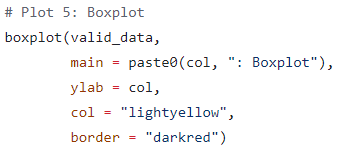 # Plot 5: Boxplot
boxplot(valid_data,
        main = paste0(col, ": Boxplot"),
        ylab = col,
        col = "lightyellow",
        border = "darkred")